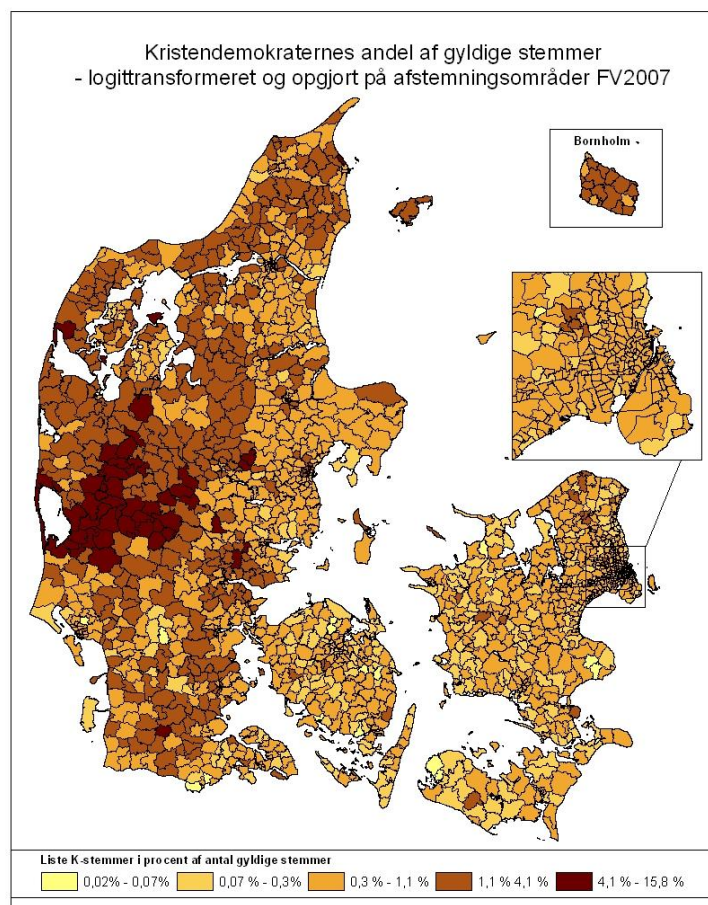 Kristendemokraternes andel af gyldige stemmer
- logittransformeret og opgjort på afstemningsområder FV2007
Bornholm
Liste K-stemmer i procent af antal gyldige stemmer
0,02% - 0,07%
0,07 % - 0,3%
0,3 % - 1,1 %
1,1 % 4,1 %
4,1 % - 15,8 %